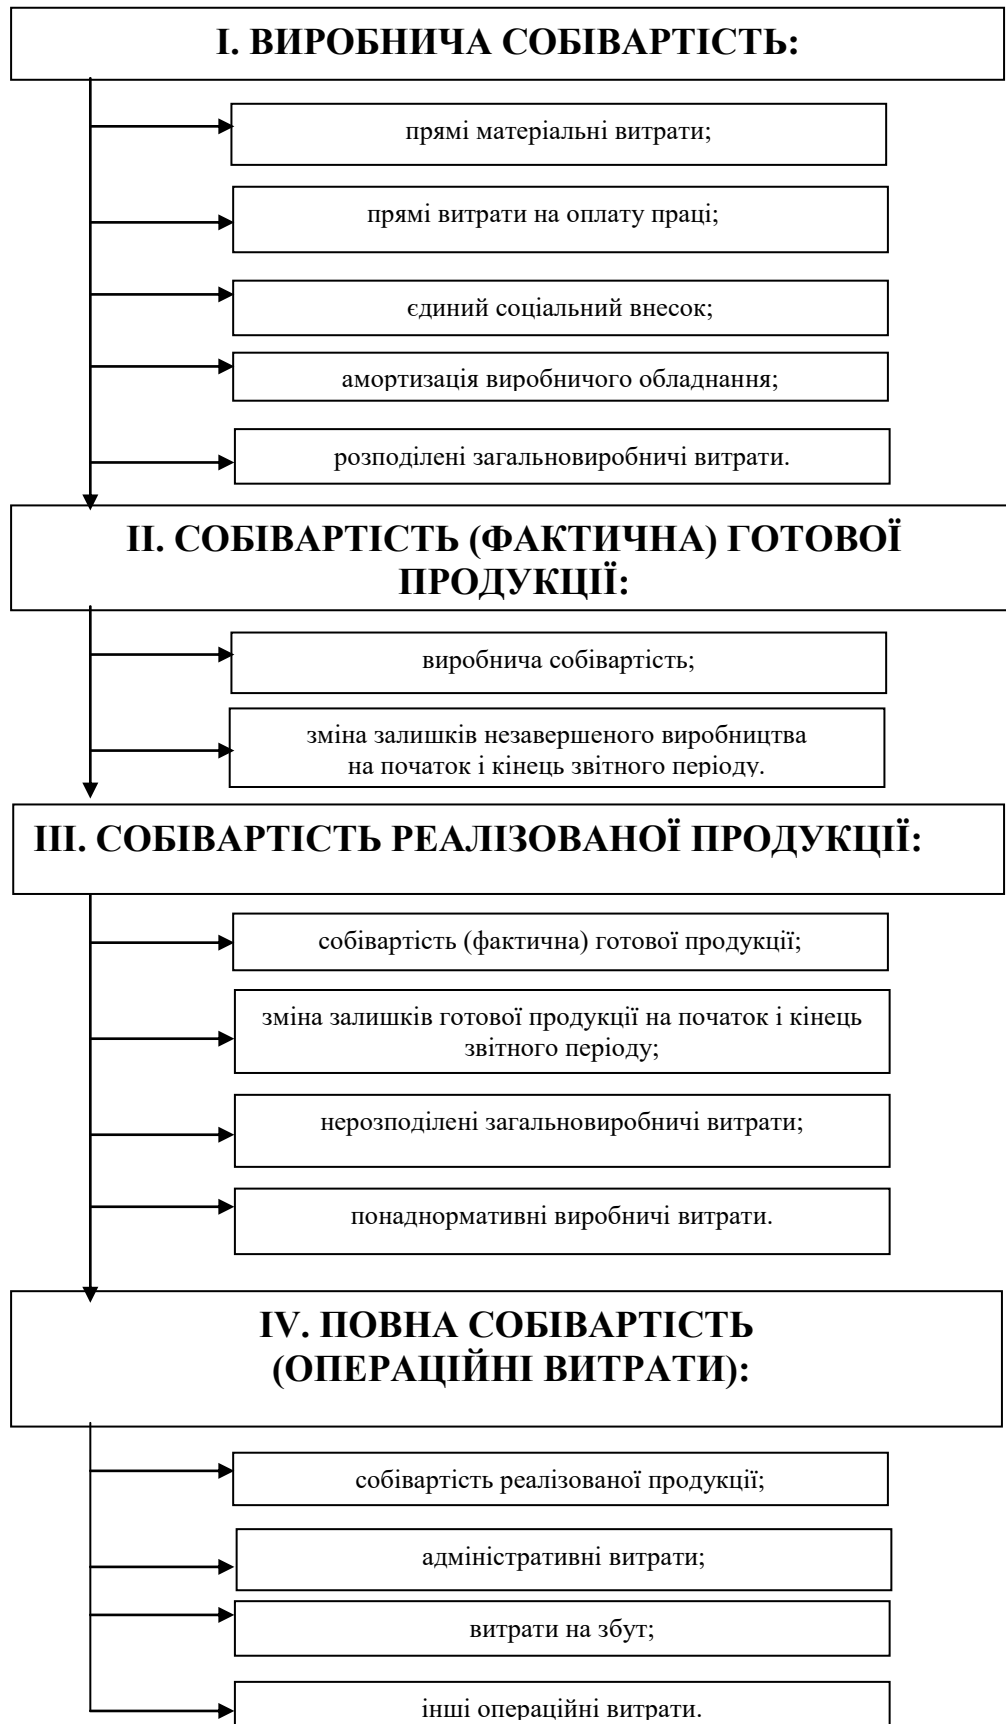 І. ВИРОБНИЧА СОБІВАРТІСТЬ:
прямі матеріальні витрати;
прямі витрати на оплату праці;
єдиний соціальний внесок;
амортизація виробничого обладнання;
розподілені загальновиробничі витрати.
ІІ. СОБІВАРТІСТЬ (ФАКТИЧНА) ГОТОВОЇ
ПРОДУКЦІЇ:
виробнича собівартість;
зміна залишків незавершеного виробництва
на початок і кінець звітного періоду.
ІІІ. СОБІВАРТІСТЬ РЕАЛІЗОВАНОЇ ПРОДУКЦІЇ:
собівартість (фактична) готової продукції;
зміна залишків готової продукції на початок і кінець
звітного періоду;
нерозподілені загальновиробничі витрати;
понаднормативні виробничі витрати.
IV. ПОВНА СОБІВАРТІСТЬ
(ОПЕРАЦІЙНІ ВИТРАТИ):
собівартість реалізованої продукції;
адміністративні витрати;
витрати на збут;
інші операційні витрати.